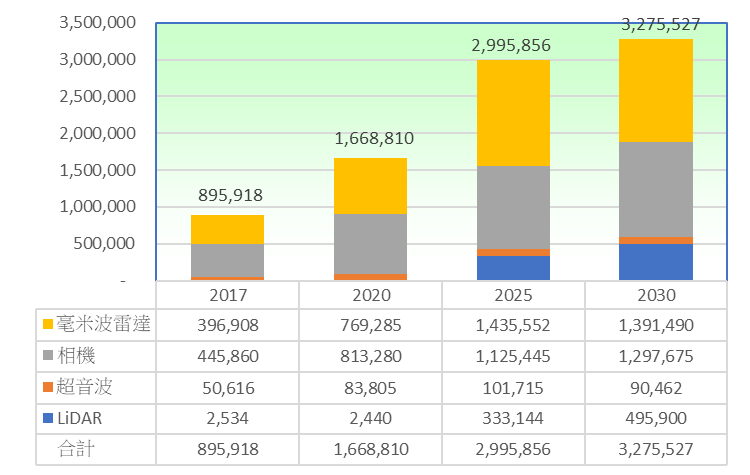 3,500,000
3,000,000
2,500,000
2,000,000
1,500,000
1,000,000
500,000
-
895,918
1,668,810
2,995,856
3,275,527
2017 2020 2025 2030
毫米波雷達 396,908 769,285 1,435,552 1,391,490
相機 445,860 813,280 1,125,445 1,297,675
超音波 50,616 83,805 101,715 90,462
LiDAR 2,534 2,440 333,144 495,900
合計 895,918 1,668,810 2,995,856 3,275,527